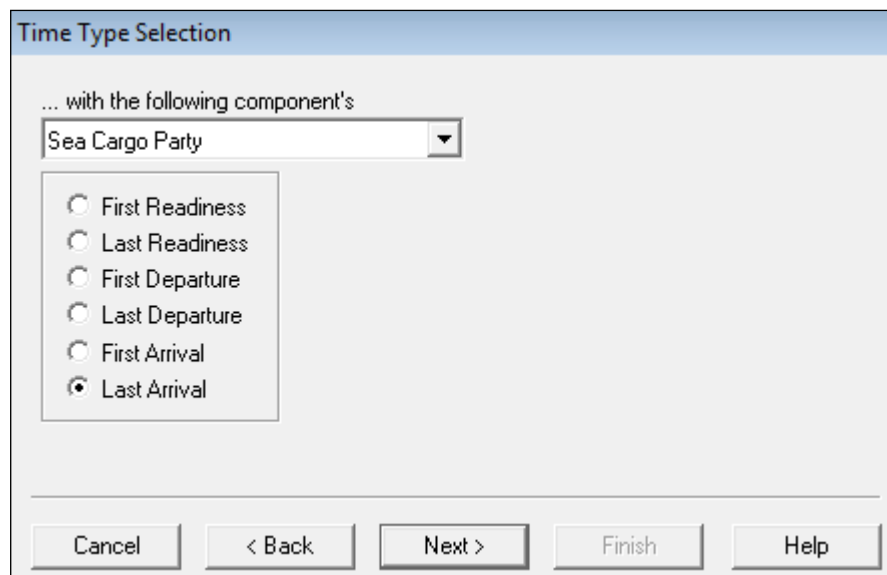 Time Type Selection
... with the following component's
Sea Cargo Party
First Readiness
Last Readiness
First Departure
Last Departure
First Arrival
Last Arrival
Cancel < Back Next > Finish Help